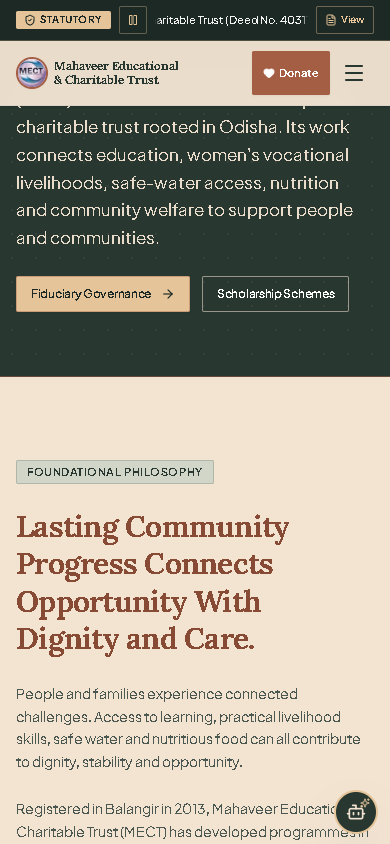 STATUTORY
aritable Trust (Deed No. 4031
View
MECT
Mahaveer Educational
& Charitable Trust
Donate
charitable trust rooted in Odisha. Its work
connects education, women's vocational
livelihoods, safe-water access, nutrition
and community welfare to support people
and communities.
Fiduciary Governance
Scholarship Schemes
FOUNDATIONAL PHILOSOPHY
Lasting Community
Progress Connects
Opportunity With
Dignity and Care.
People and families experience connected
challenges. Access to learning, practical livelihood
skills, safe water and nutritious food can all contribute
to dignity, stability and opportunity.
Registered in Balangir in 2013, Mahaveer Educatio
Charitable Trust (MECT) has developed programmes in